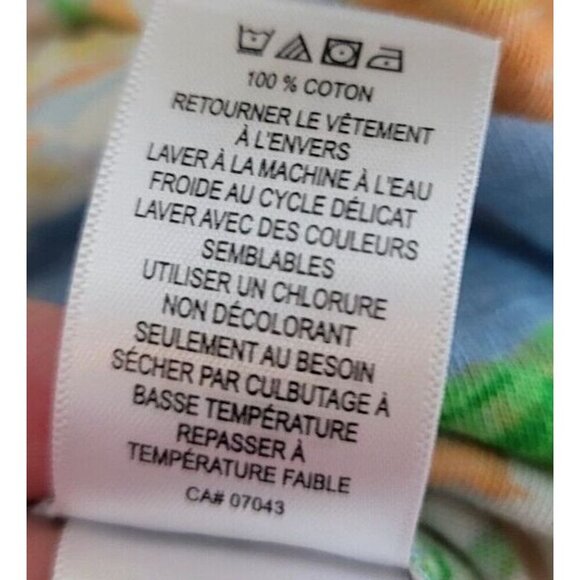 100 % COTON
RETOURNER LE VÊTEMENT
À L'ENVERS
LAVER À LA MACHINE À L'EAU
FROIDE AU CYCLE DÉLICAT
LAVER AVEC DES COULEURS
SEMBLABLES
UTILISER UN CHLORURE
NON DÉCOLORANT
SEULEMENT AU BESOIN
SÉCHER PAR CULBUTAGE À
BASSE TEMPÉRATURE
REPASSER À
TEMPÉRATURE FAIBLE
CA# 07043